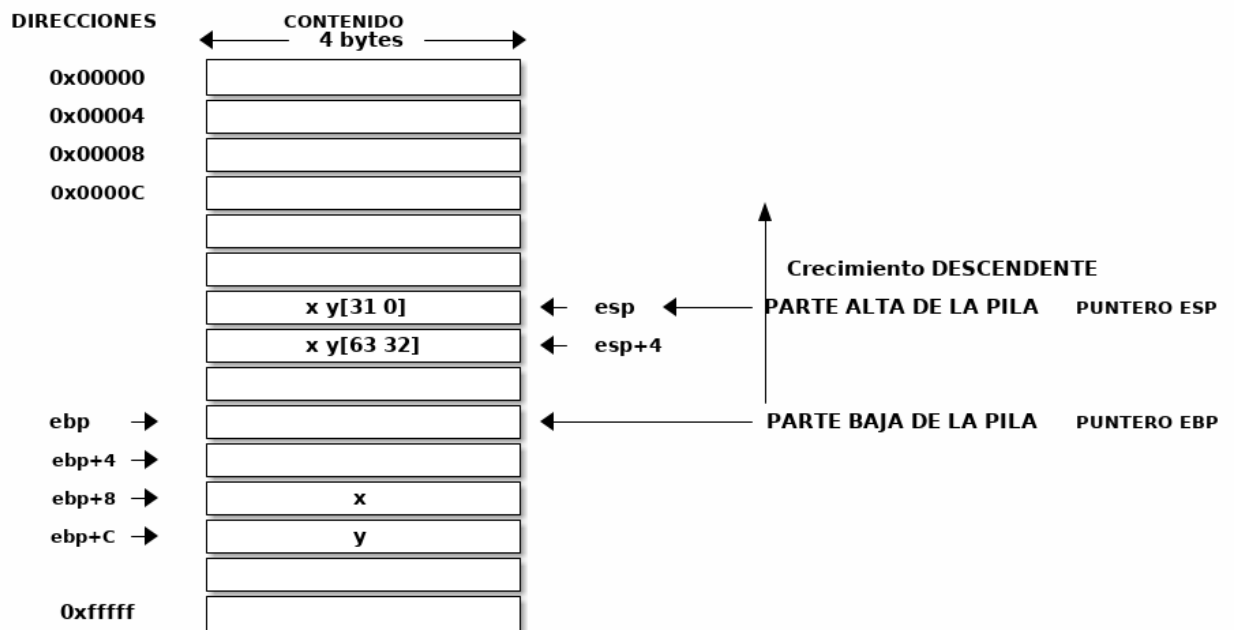 DIRECCIONES CONTENIDO
4 bytes
0x00000
0x00004
0x00008
0x0000C
Crecimiento DESCENDENTE
x y[31 0] esp PARTE ALTA DE LA PILA PUNTERO ESP
x y[63 32] esp+4
ebp PARTE BAJA DE LA PILA PUNTERO EBP
ebp+4
ebp+8 x
ebp+C y
0xfffff